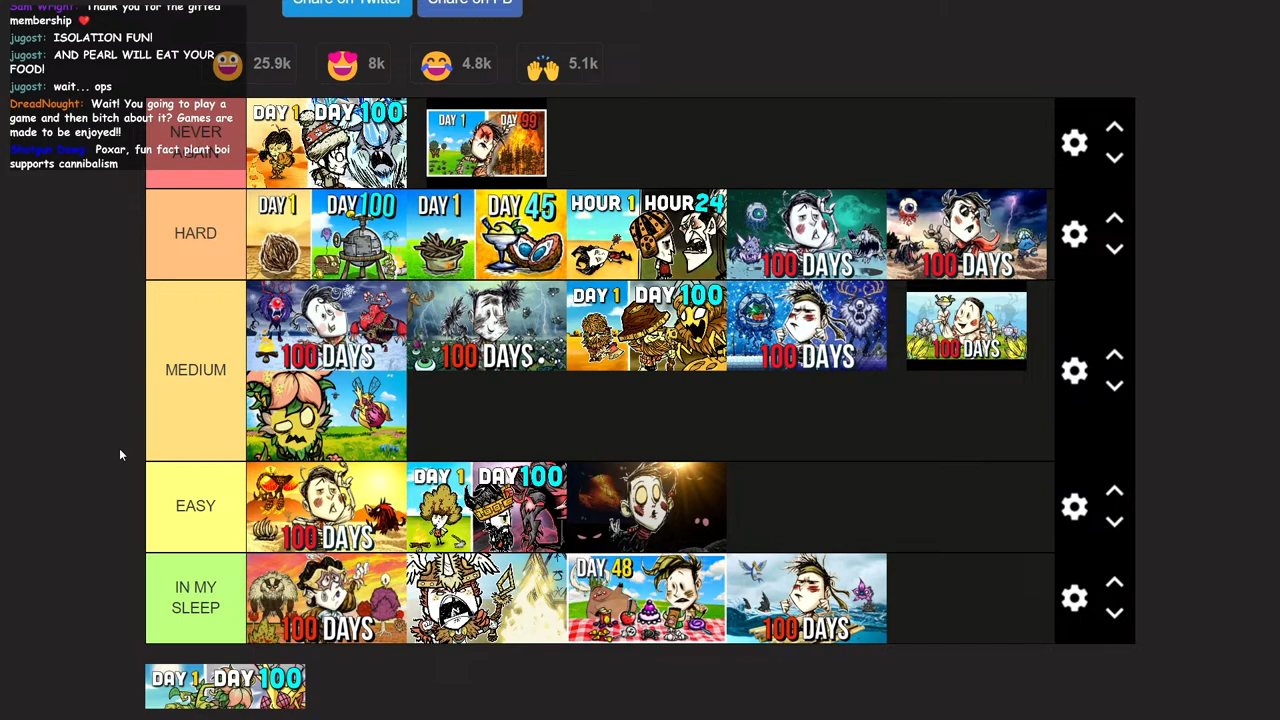 Share on Twitter Share on FB
Sam Wright: Thank you for the gifted
membership
jugost: ISOLATION FUN!
jugost: AND PEARL WILL EAT YOUR
FOOD!
jugost: wait... ops
DreadNought: Wait! You going to play a
game and then bitch about it? Games are
made to be enjoyed!!
Shotgun Dawg: Poxar, fun fact plant boi
supports cannibalism
25.9k 8k 4.8k 5.1k
NEVER
AGAIN
DAY 1 DAY 100 DAY 1 DAY 99
HARD
DAY 1 DAY 100 DAY 1 DAY 45 HOUR 1 HOUR 24
100 DAYS 100 DAYS
MEDIUM
DAY 1 DAY 100
100 DAYS 100 DAYS 100 DAYS 100 DAYS
EASY
DAY 1 DAY 100
100 DAYS
IN MY
SLEEP
DAY 48
100 DAYS 100 DAYS
DAY 1 DAY 100